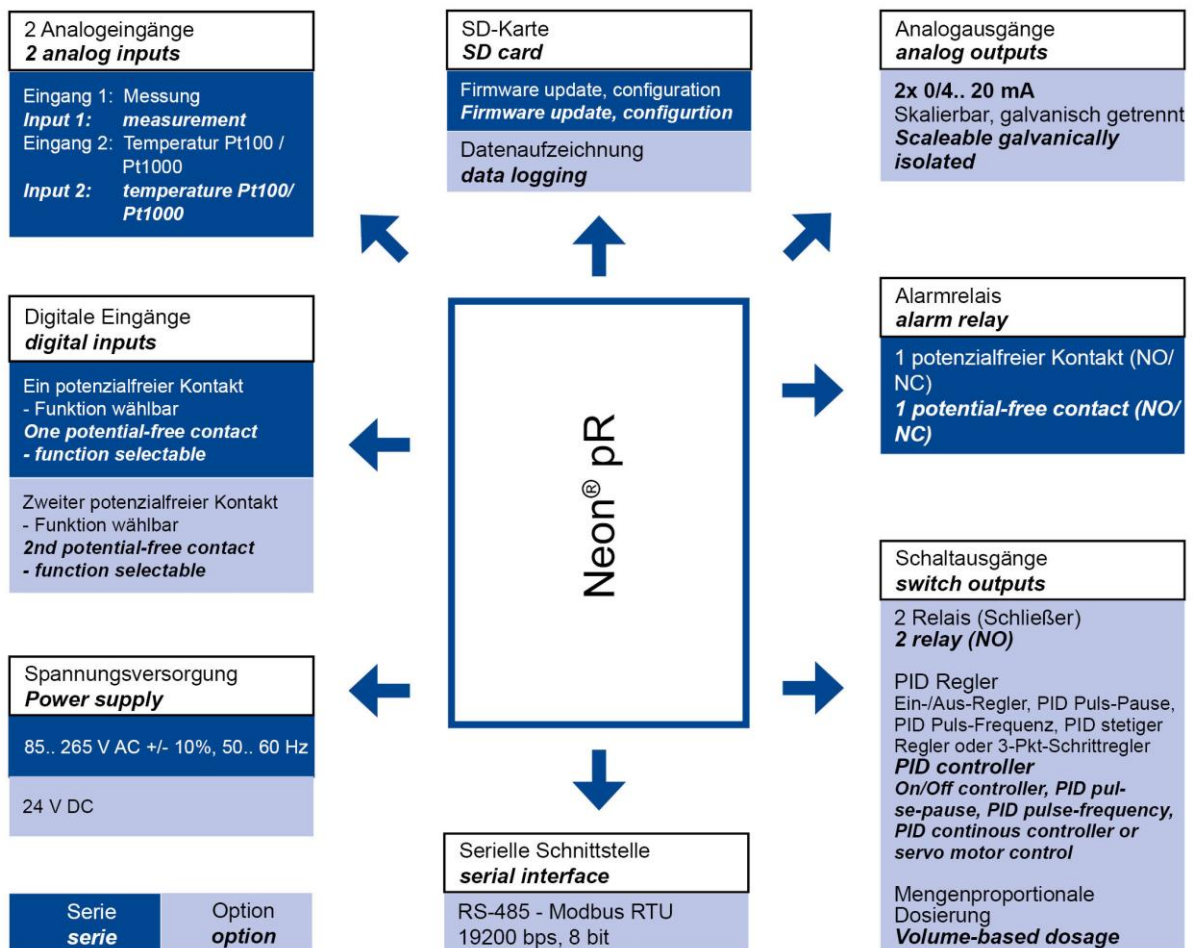 2 Analogeingänge
2 analog inputs
Eingang 1: Messung
Input 1: measurement
Eingang 2: Temperatur Pt100 /
Pt1000
Input 2: temperature Pt100/
Pt1000
SD-Karte
SD card
Firmware update, configuration
Firmware update, configurtion
Datenaufzeichnung
data logging
Analogausgänge
analog outputs
2x 0/4.. 20 mA
Skalierbar, galvanisch getrennt
Scaleable galvanically
isolated
Digitale Eingänge
digital inputs
Ein potenzialfreier Kontakt
- Funktion wählbar
One potential-free contact
- function selectable
Zweiter potenzialfreier Kontakt
- Funktion wählbar
2nd potential-free contact
- function selectable
Neon® pR
Alarmrelais
alarm relay
1 potenzialfreier Kontakt (NO/
NC)
1 potential-free contact (NO/
NC)
Spannungsversorgung
Power supply
85.. 265 V AC +/- 10%, 50.. 60 Hz
24 V DC
Schaltausgänge
switch outputs
2 Relais (Schließer)
2 relay (NO)
PID Regler
Ein-/Aus-Regler, PID Puls-Pause,
PID Puls-Frequenz, PID stetiger
Regler oder 3-Pkt-Schrittregler
PID controller
On/Off controller, PID pul-
se-pause, PID pulse-frequency,
PID continous controller or
servo motor control
Mengenproportionale
Dosierung
Volume-based dosage
Serielle Schnittstelle
serial interface
RS-485 - Modbus RTU
19200 bps, 8 bit
Serie
serie
Option
option